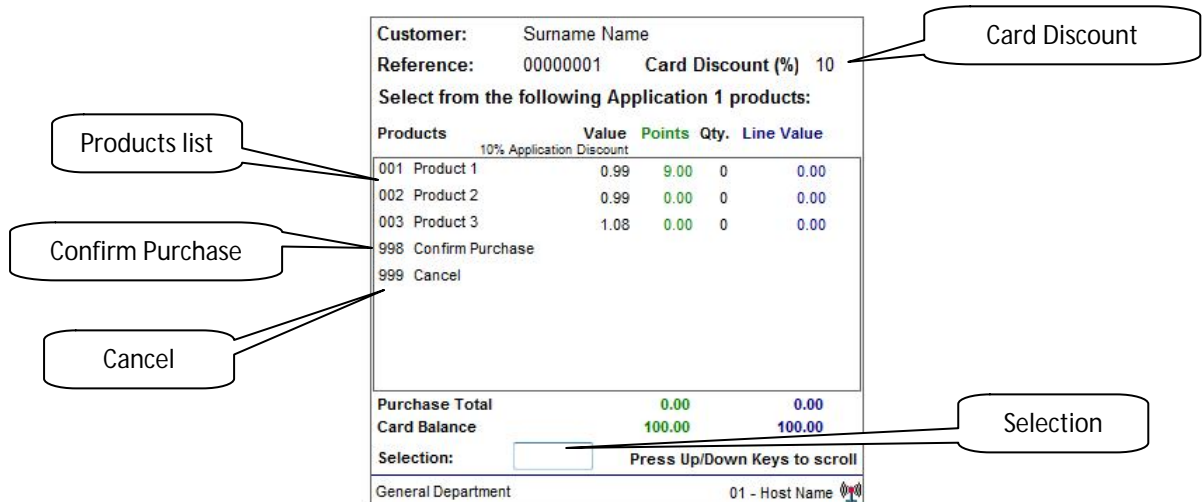 Card Discount
Customer: Surname Name
Reference: 00000001 Card Discount (%) 10
Select from the following Application 1 products:
Products list
Products Value Points Qty. Line Value
10% Application Discount
001 Product 1 0.99 9.00 0 0.00
002 Product 2 0.99 0.00 0 0.00
003 Product 3 1.08 0.00 0 0.00
Confirm Purchase
998 Confirm Purchase
999 Cancel
Cancel
Purchase Total 0.00 0.00
Card Balance 100.00 100.00
Selection
Selection: Press Up/Down Keys to scroll
General Department 01 - Host Name